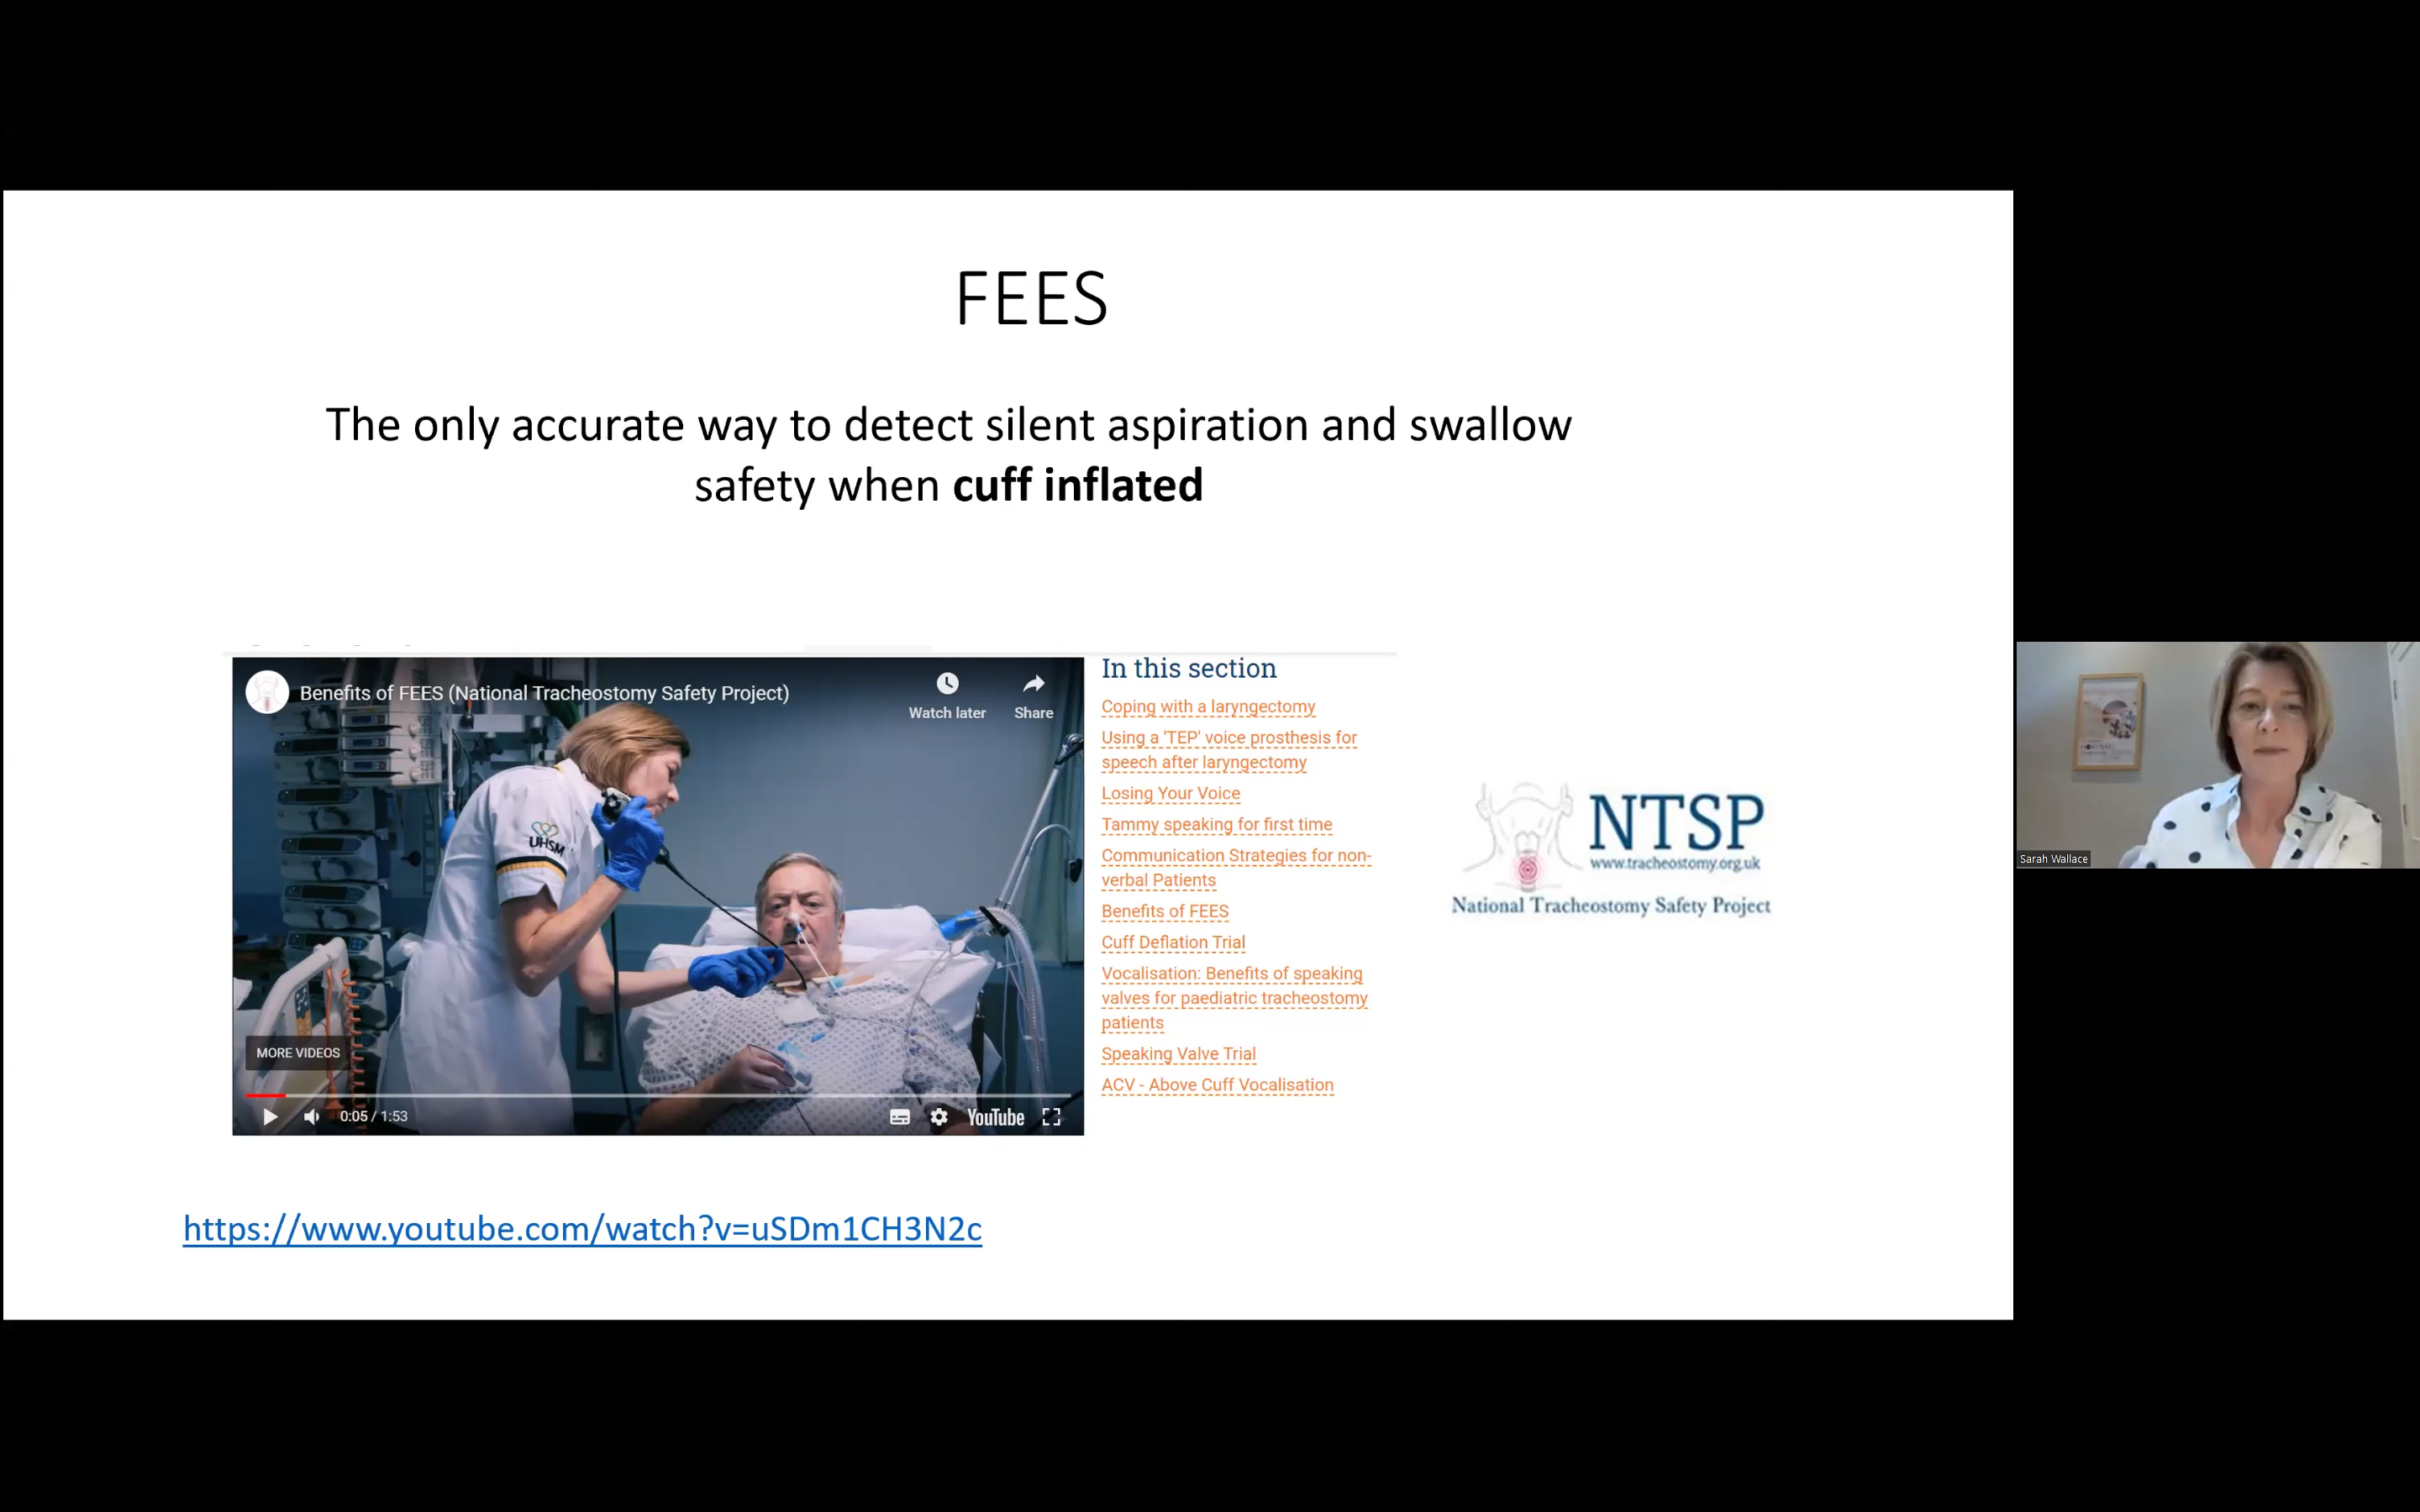 FEES
The only accurate way to detect silent aspiration and swallow
safety when cuff inflated
Benefits of FEES (National Tracheostomy Safety Project)
Watch later
Share
UHSM
MORE VIDEOS
0:05 / 1:53
YouTube
In this section
Coping with a laryngectomy
Using a 'TEP' voice prosthesis for
speech after laryngectomy
Losing Your Voice
Tammy speaking for first time
Communication Strategies for non-
verbal Patients
Benefits of FEES
Cuff Deflation Trial
Vocalisation: Benefits of speaking
valves for paediatric tracheostomy
patients
Speaking Valve Trial
ACV - Above Cuff Vocalisation
NTSP
www.tracheostomy.org.uk
National Tracheostomy Safety Project
https://www.youtube.com/watch?v=uSDm1CH3N2c
Sarah Wallace